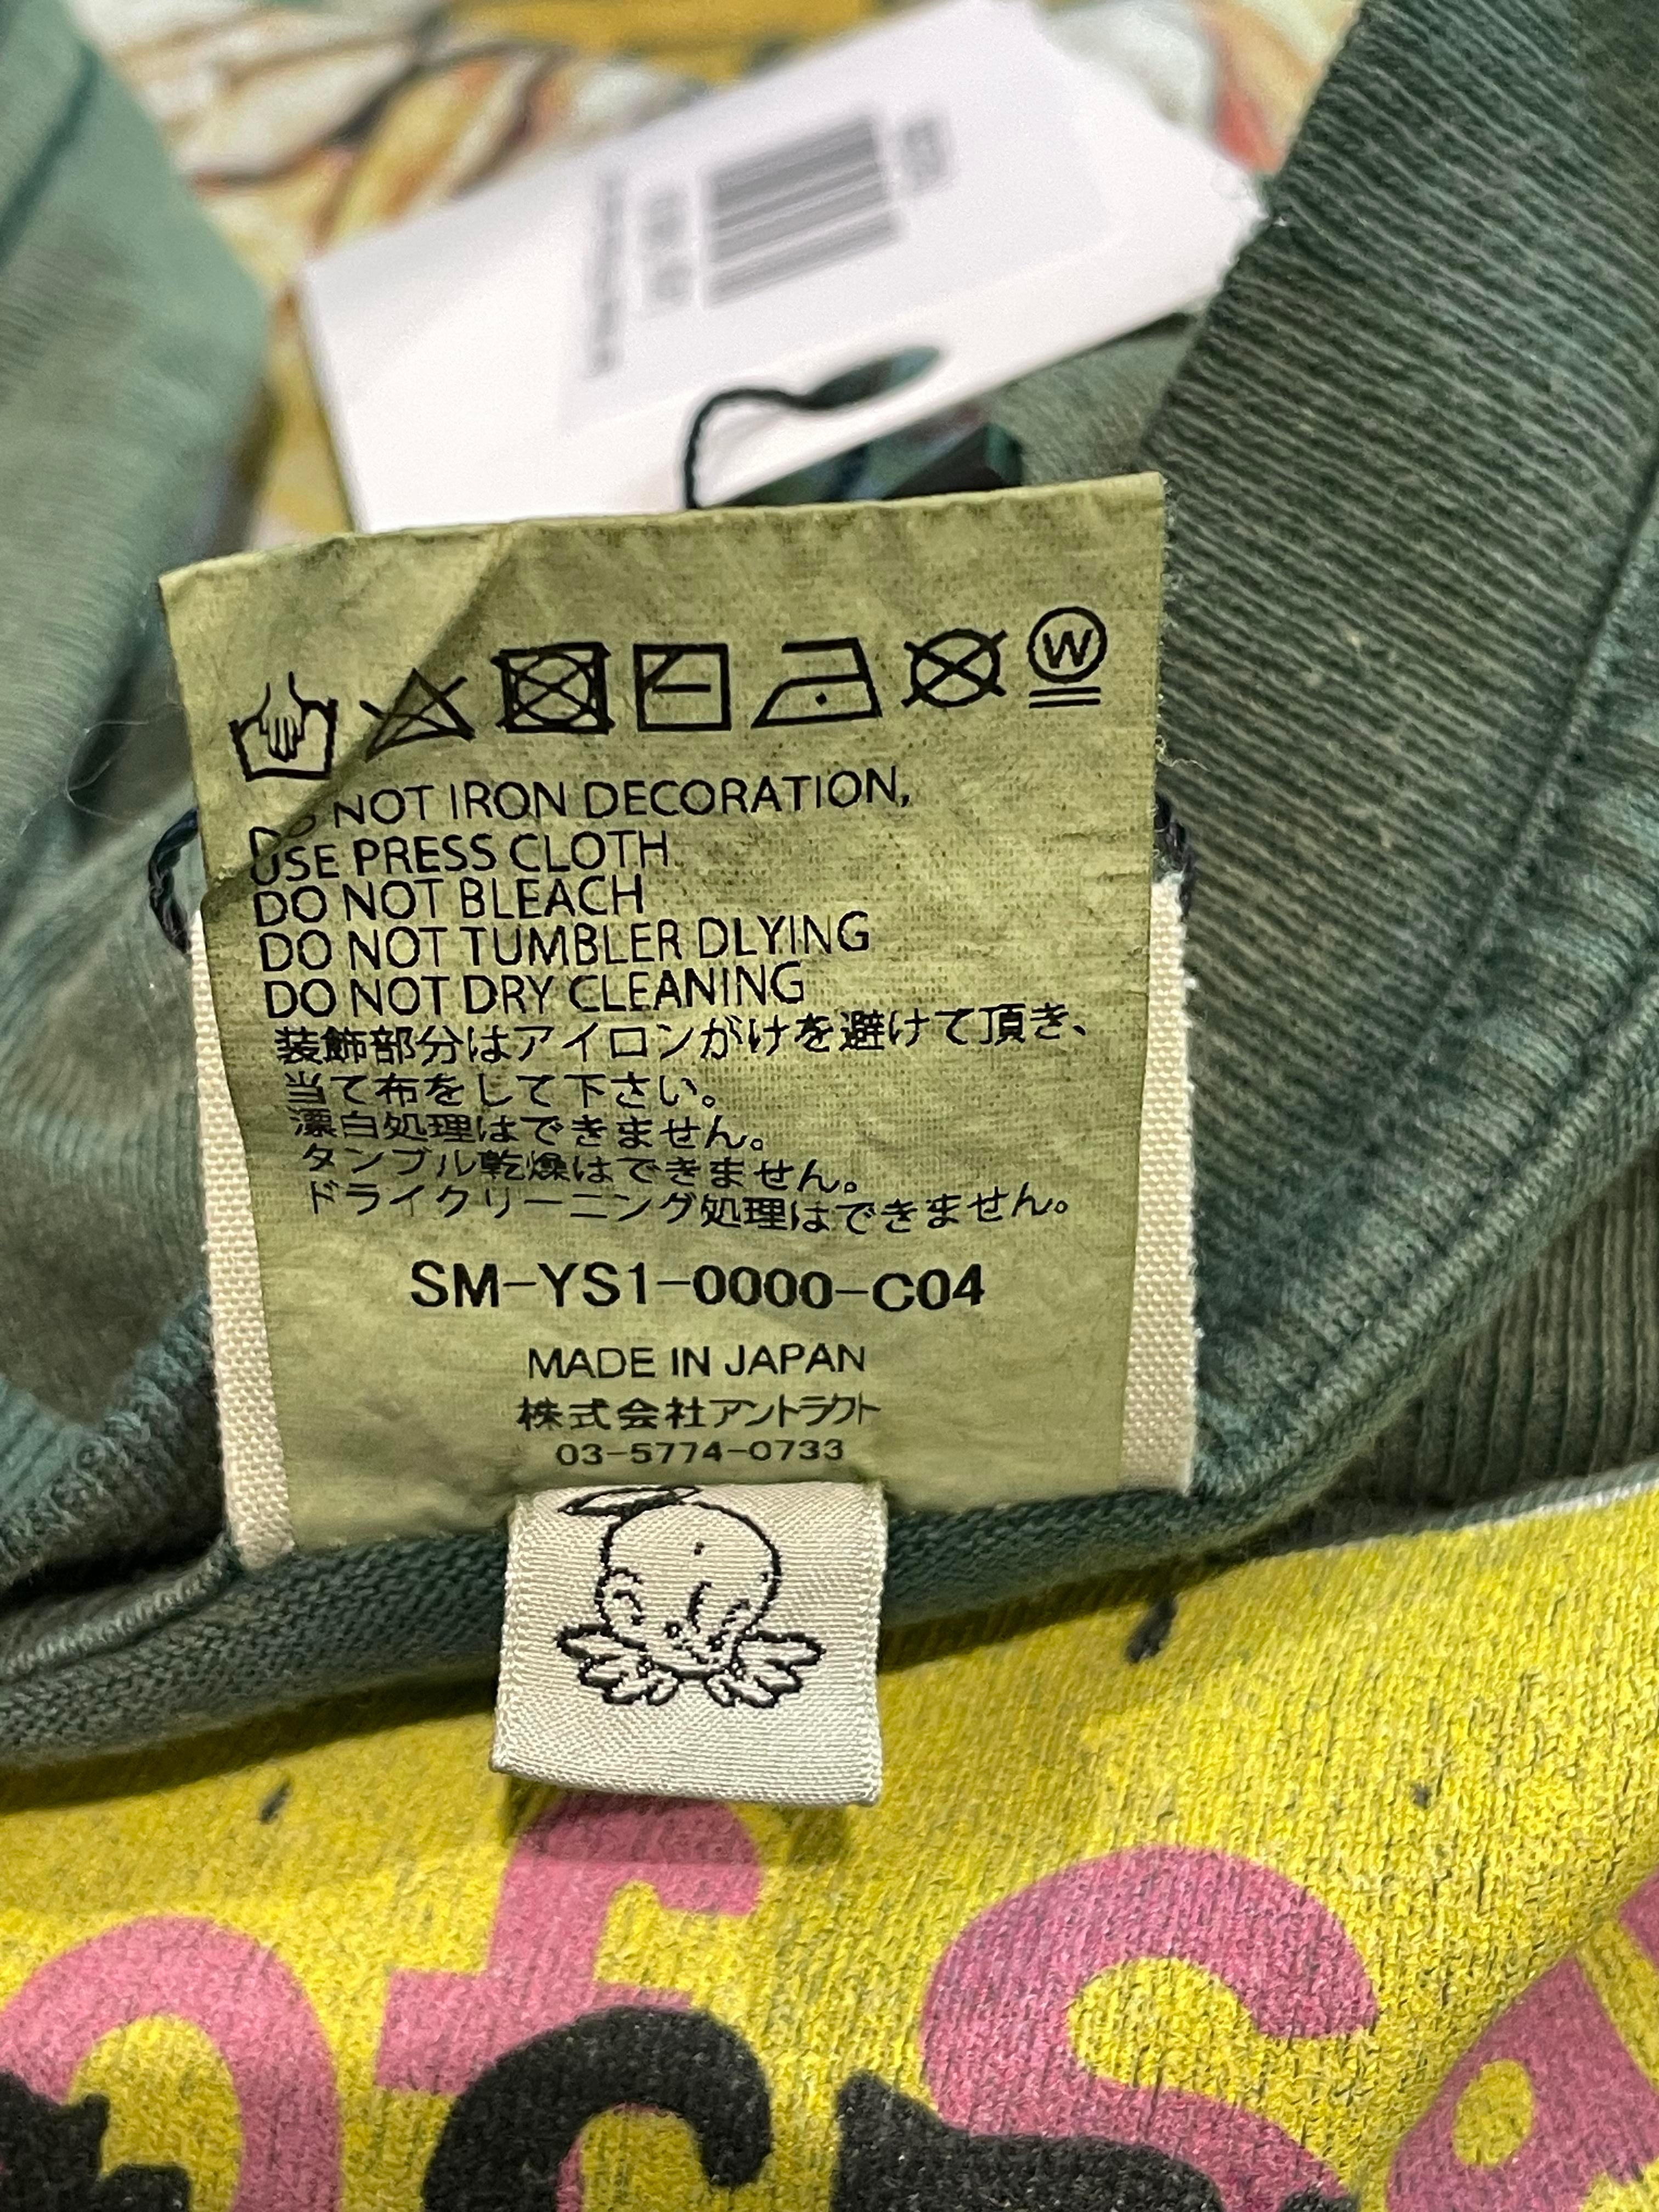 W
DO NOT IRON DECORATION,
USE PRESS CLOTH
DO NOT BLEACH
DO NOT TUMBLER DLYING
DO NOT DRY CLEANING
装飾部分はアイロンがけを避けて頂き、
当て布をして下さい。
漂白処理はできません。
タンブル乾燥はできません。
ドライクリーニング処理はできません。
SM-YS1-0000-C04
MADE IN JAPAN
株式会社アントラクト
03-5774-0733
of Sa